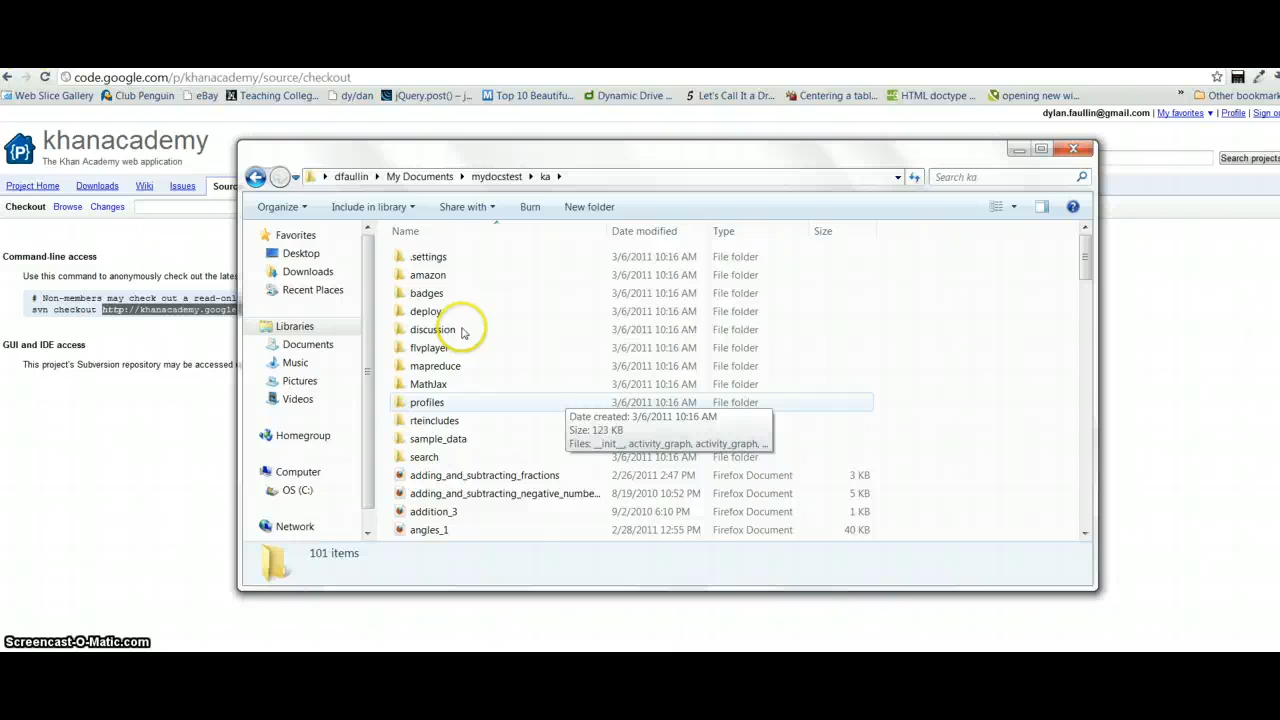 code.google.com/p/khanacademy/source/checkout
Web Slice Gallery Club Penguin eBay Teaching Colleg... dy/dan jQuery.post() – j... Top 10 Beautifu... Dynamic Drive ... Let's Call It a Dr... Centering a tabl... HTML doctype ... opening new wi... » Other bookmark
dylan.faullin@gmail.com | My favorites ▼ | Profile | Sign o
khanacademy
The Khan Academy web application
Search projects
Project Home Downloads Wiki Issues Sourc
Checkout Browse Changes
Command-line access
Use this command to anonymously check out the lates
# Non-members may check out a read-onl
svn checkout http://khanacademy.google
GUI and IDE access
This project's Subversion repository may be accessed
dfaullin My Documents mydocstest ka
Search ka
Organize Include in library Share with Burn New folder
Favorites
Desktop
Downloads
Recent Places
Libraries
Documents
Music
Pictures
Videos
Homegroup
Computer
OS (C:)
Network
Name Date modified Type Size
.settings 3/6/2011 10:16 AM File folder
amazon 3/6/2011 10:16 AM File folder
badges 3/6/2011 10:16 AM File folder
deploy 3/6/2011 10:16 AM File folder
discussion 3/6/2011 10:16 AM File folder
flvplayer 3/6/2011 10:16 AM File folder
mapreduce 3/6/2011 10:16 AM File folder
MathJax 3/6/2011 10:16 AM File folder
profiles 3/6/2011 10:16 AM File folder
rteincludes
sample_data
search 3/6/2011 10:16 AM File folder
Date created: 3/6/2011 10:16 AM
Size: 123 KB
Files: __init__, activity_graph, activity_graph, ...
adding_and_subtracting_fractions 2/26/2011 2:47 PM Firefox Document 3 KB
adding_and_subtracting_negative_numbe... 8/19/2010 10:52 PM Firefox Document 5 KB
addition_3 9/2/2010 6:10 PM Firefox Document 1 KB
angles_1 2/28/2011 12:55 PM Firefox Document 40 KB
101 items
Screencast-O-Matic.com